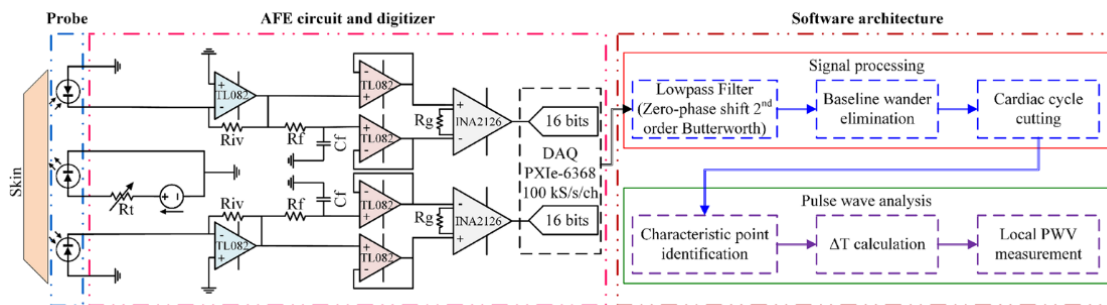 Probe
AFE circuit and digitizer
Software architecture
Skin
Rt
TL082
Riv
Rf
Cf
TL082
TL082
Rg
INA2126
Riv
TL082
Rf
Cf
TL082
TL082
Rg
INA2126
16 bits
DAQ
PXIe-6368
100 kS/s/ch
16 bits
Signal processing
Lowpass Filter
(Zero-phase shift 2nd
order Butterworth)
Baseline wander
elimination
Cardiac cycle
cutting
Pulse wave analysis
Characteristic point
identification
ΔT calculation
Local PWV
measurement